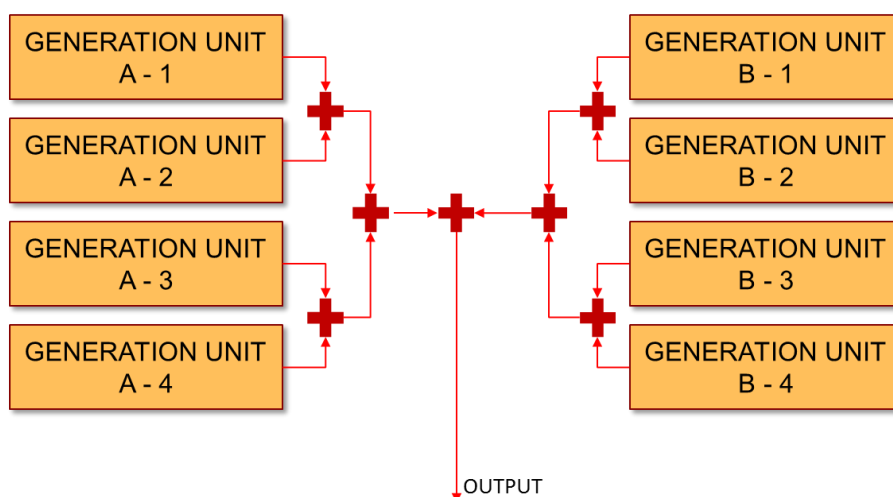 GENERATION UNIT
A - 1
GENERATION UNIT
A - 2
GENERATION UNIT
A - 3
GENERATION UNIT
A - 4
GENERATION UNIT
B - 1
GENERATION UNIT
B - 2
GENERATION UNIT
B - 3
GENERATION UNIT
B - 4
OUTPUT